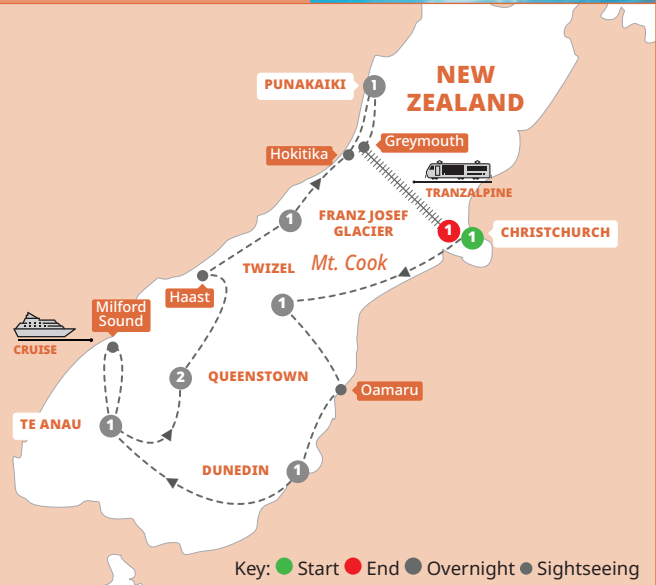 NEW
ZEALAND
PUNAKAIKI
1
Greymouth
Hokitika
TRANZALPINE
1
FRANZ JOSEF
GLACIER
1
1
CHRISTCHURCH
TWIZEL
Mt. Cook
Haast
1
Milford
Sound
CRUISE
2
QUEENSTOWN
Oamaru
TE ANAU
1
DUNEDIN
1
Key: Start End Overnight Sightseeing